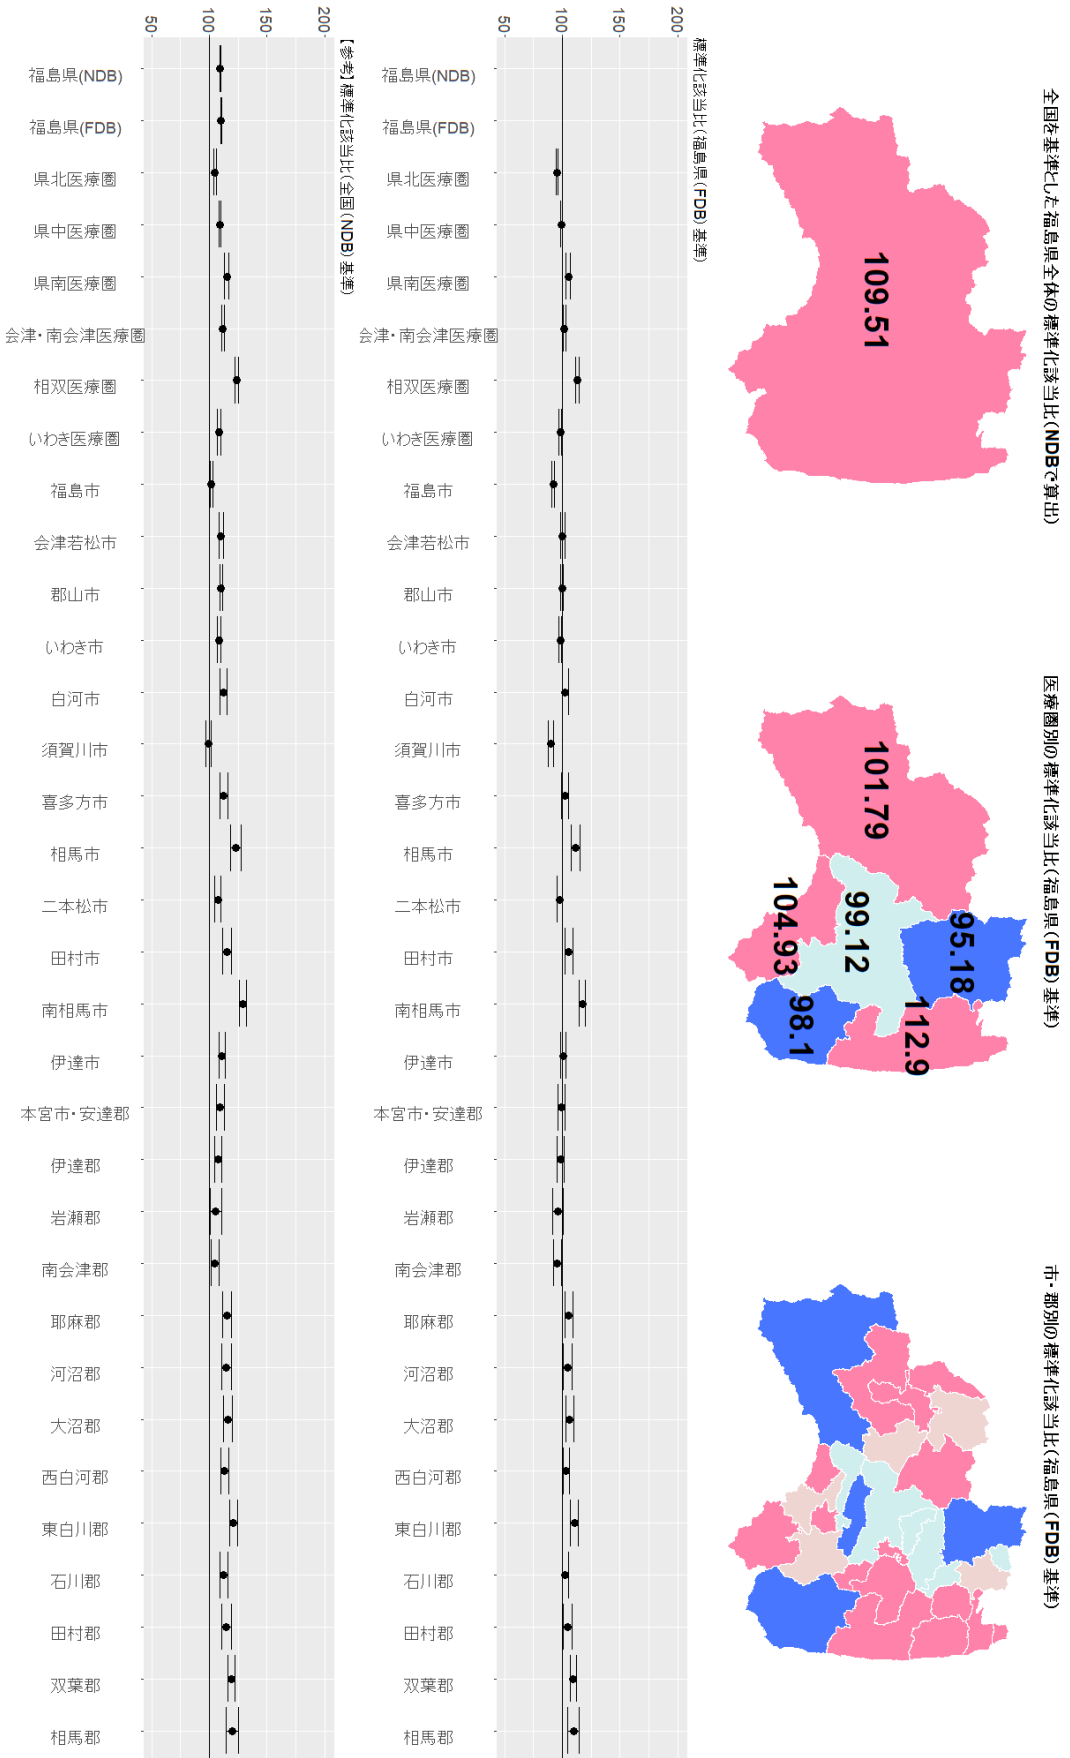 全国を基準とした福島県全体の標準化該当比(NDBで算出)
109.51
医療圏別の標準化該当比(福島県(FDB)基準)
101.79
95.18
99.12
104.93
98.1
112.9
市・郡別の標準化該当比(福島県(FDB)基準)
標準化該当比(福島県(FDB)基準)
200
150
100
50
福島県(NDB)
福島県(FDB)
県北医療圏
県中医療圏
県南医療圏
会津・南会津医療圏
相双医療圏
いわき医療圏
福島市
会津若松市
郡山市
いわき市
白河市
須賀川市
喜多方市
相馬市
二本松市
田村市
南相馬市
伊達市
本宮市・安達郡
伊達郡
岩瀬郡
南会津郡
耶麻郡
河沼郡
大沼郡
西白河郡
東白川郡
石川郡
田村郡
双葉郡
相馬郡
【参考】標準化該当比(全国(NDB)基準)
200
150
100
50
福島県(NDB)
福島県(FDB)
県北医療圏
県中医療圏
県南医療圏
会津・南会津医療圏
相双医療圏
いわき医療圏
福島市
会津若松市
郡山市
いわき市
白河市
須賀川市
喜多方市
相馬市
二本松市
田村市
南相馬市
伊達市
本宮市・安達郡
伊達郡
岩瀬郡
南会津郡
耶麻郡
河沼郡
大沼郡
西白河郡
東白川郡
石川郡
田村郡
双葉郡
相馬郡